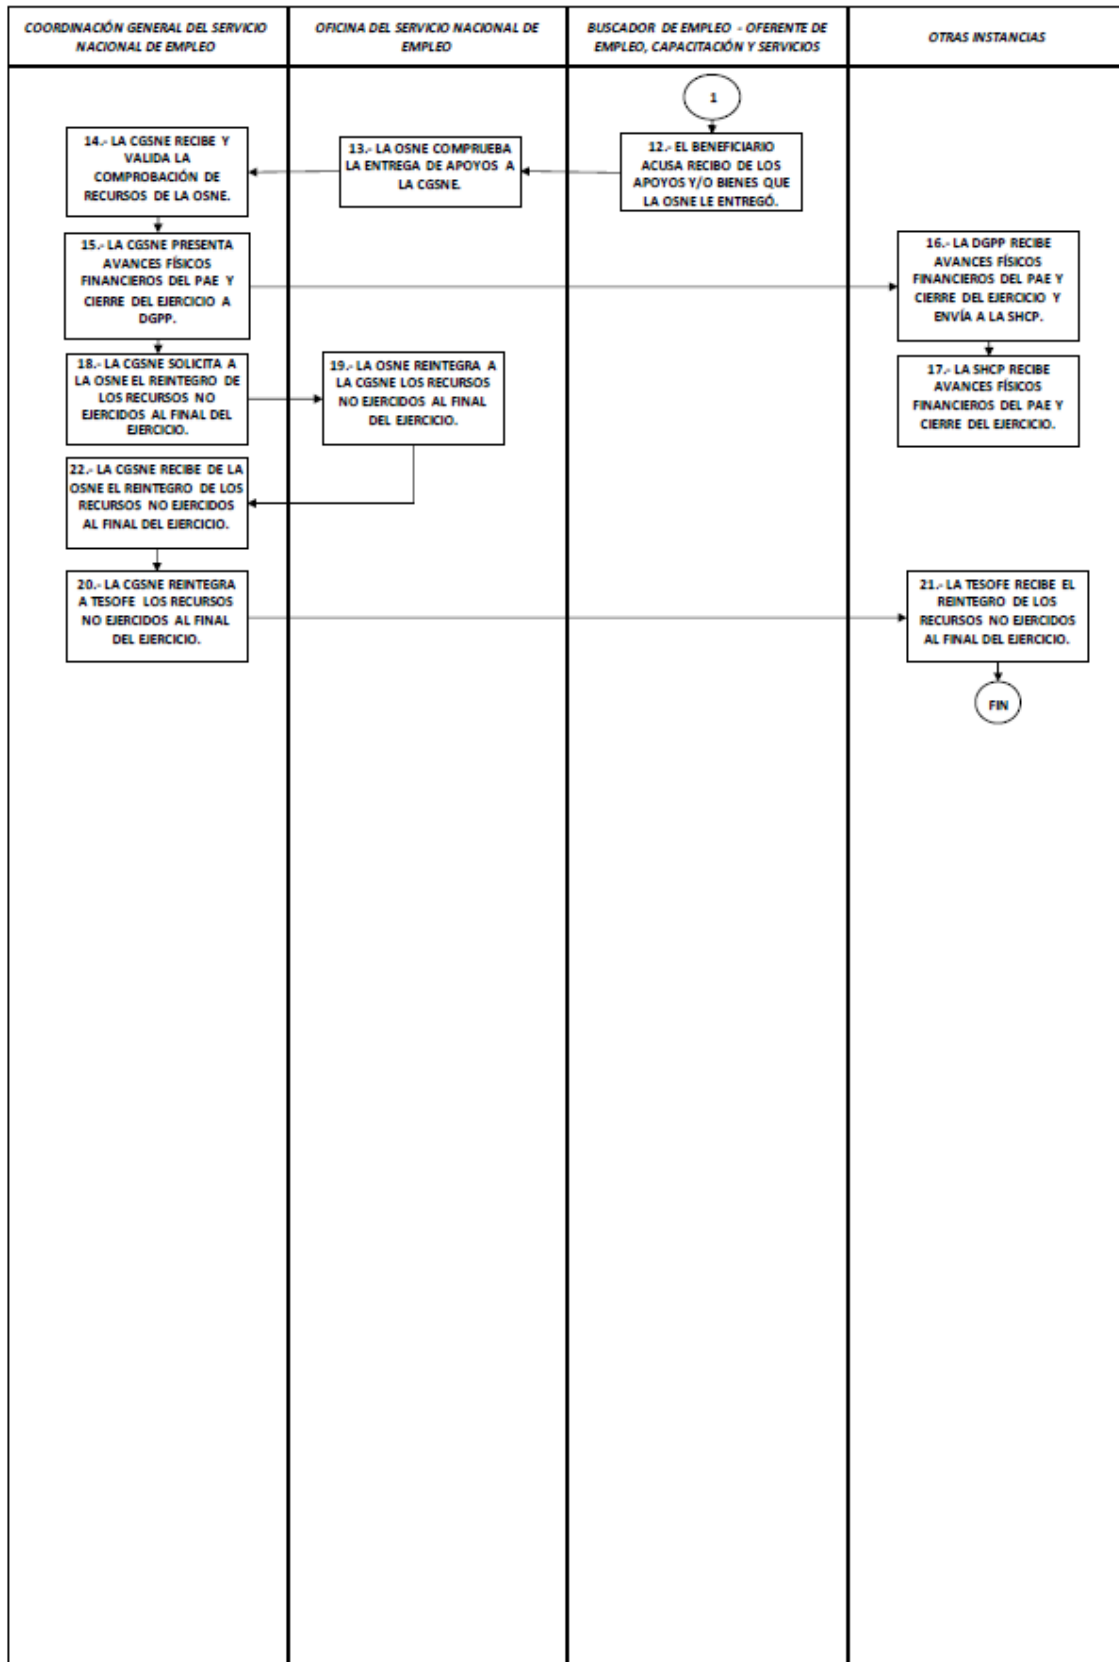 COORDINACIÓN GENERAL DEL SERVICIO
NACIONAL DE EMPLEO
OFICINA DEL SERVICIO NACIONAL DE
EMPLEO
BUSCADOR DE EMPLEO - OFERENTE DE
EMPLEO, CAPACITACIÓN Y SERVICIOS
OTRAS INSTANCIAS
1
12.- EL BENEFICIARIO
ACUSA RECIBO DE LOS
APOYOS Y/O BIENES QUE
LA OSNE LE ENTREGÓ.
13.- LA OSNE COMPRUEBA
LA ENTREGA DE APOYOS A
LA CGSNE.
14.- LA CGSNE RECIBE Y
VALIDA LA
COMPROBACIÓN DE
RECURSOS DE LA OSNE.
15.- LA CGSNE PRESENTA
AVANCES FÍSICOS
FINANCIEROS DEL PAE Y
CIERRE DEL EJERCICIO A
DGPP.
16.- LA DGPP RECIBE
AVANCES FÍSICOS
FINANCIEROS DEL PAE Y
CIERRE DEL EJERCICIO Y
ENVÍA A LA SHCP.
17.- LA SHCP RECIBE
AVANCES FÍSICOS
FINANCIEROS DEL PAE Y
CIERRE DEL EJERCICIO.
18.- LA CGSNE SOLICITA A
LA OSNE EL REINTEGRO DE
LOS RECURSOS NO
EJERCIDOS AL FINAL DEL
EJERCICIO.
19.- LA OSNE REINTEGRA A
LA CGSNE LOS RECURSOS
NO EJERCIDOS AL FINAL
DEL EJERCICIO.
22.- LA CGSNE RECIBE DE LA
OSNE EL REINTEGRO DE LOS
RECURSOS NO EJERCIDOS
AL FINAL DEL EJERCICIO.
20.- LA CGSNE REINTEGRA
A TESOFE LOS RECURSOS
NO EJERCIDOS AL FINAL
DEL EJERCICIO.
21.- LA TESOFE RECIBE EL
REINTEGRO DE LOS
RECURSOS NO EJERCIDOS
AL FINAL DEL EJERCICIO.
FIN